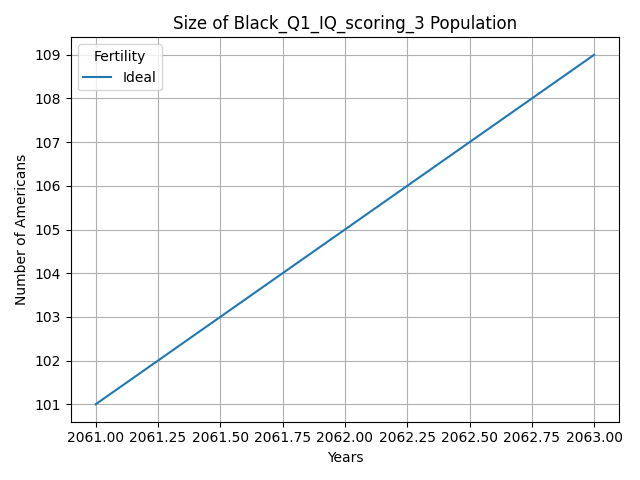 Size of Black_Q1_IQ_scoring_3 Population
Fertility
Ideal
Number of Americans
109
108
107
106
105
104
103
102
101
2061.00 2061.25 2061.50 2061.75 2062.00 2062.25 2062.50 2062.75 2063.00
Years